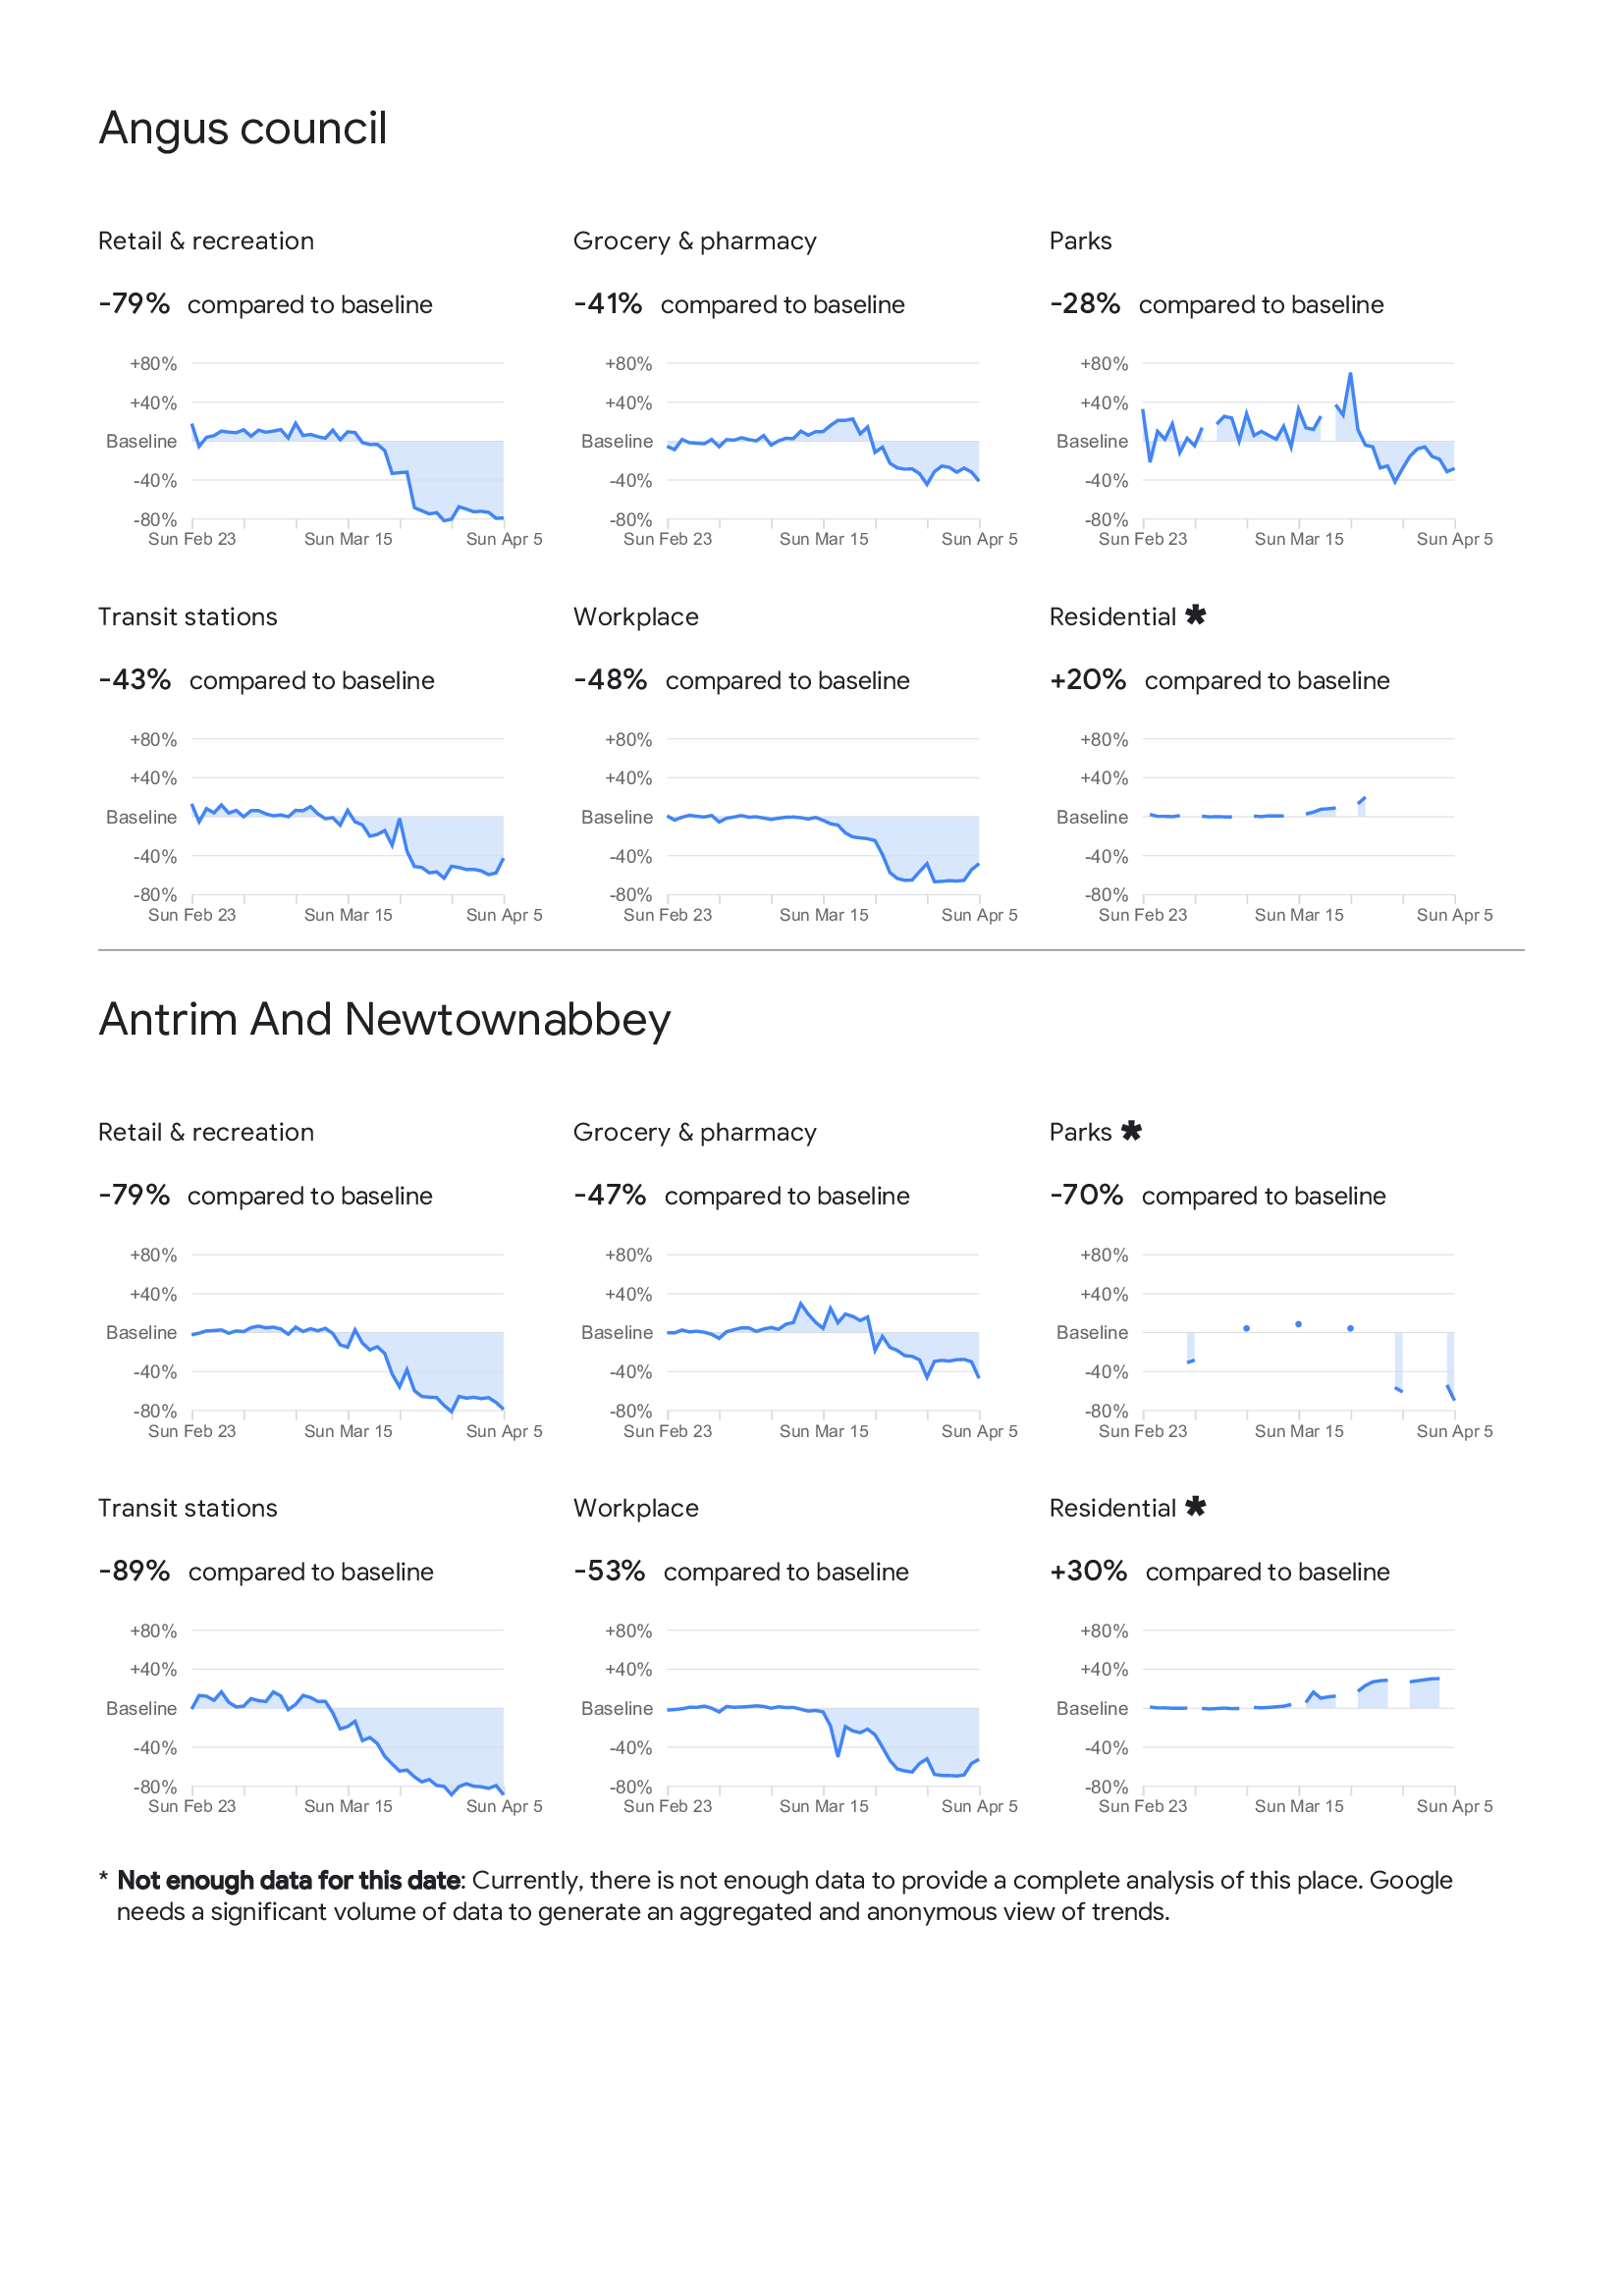 Angus council
Retail & recreation
-79% compared to baseline
+80%
+40%
Baseline
-40%
-80%
Sun Feb 23 Sun Mar 15 Sun Apr 5
Grocery & pharmacy
-41% compared to baseline
+80%
+40%
Baseline
-40%
-80%
Sun Feb 23 Sun Mar 15 Sun Apr 5
Parks
-28% compared to baseline
+80%
+40%
Baseline
-40%
-80%
Sun Feb 23 Sun Mar 15 Sun Apr 5
Transit stations
-43% compared to baseline
+80%
+40%
Baseline
-40%
-80%
Sun Feb 23 Sun Mar 15 Sun Apr 5
Workplace
-48% compared to baseline
+80%
+40%
Baseline
-40%
-80%
Sun Feb 23 Sun Mar 15 Sun Apr 5
Residential *
+20% compared to baseline
+80%
+40%
Baseline
-40%
-80%
Sun Feb 23 Sun Mar 15 Sun Apr 5
Antrim And Newtownabbey
Retail & recreation
-79% compared to baseline
+80%
+40%
Baseline
-40%
-80%
Sun Feb 23 Sun Mar 15 Sun Apr 5
Grocery & pharmacy
-47% compared to baseline
+80%
+40%
Baseline
-40%
-80%
Sun Feb 23 Sun Mar 15 Sun Apr 5
Parks *
-70% compared to baseline
+80%
+40%
Baseline
-40%
-80%
Sun Feb 23 Sun Mar 15 Sun Apr 5
Transit stations
-89% compared to baseline
+80%
+40%
Baseline
-40%
-80%
Sun Feb 23 Sun Mar 15 Sun Apr 5
Workplace
-53% compared to baseline
+80%
+40%
Baseline
-40%
-80%
Sun Feb 23 Sun Mar 15 Sun Apr 5
Residential *
+30% compared to baseline
+80%
+40%
Baseline
-40%
-80%
Sun Feb 23 Sun Mar 15 Sun Apr 5
* Not enough data for this date: Currently, there is not enough data to provide a complete analysis of this place. Google
needs a significant volume of data to generate an aggregated and anonymous view of trends.